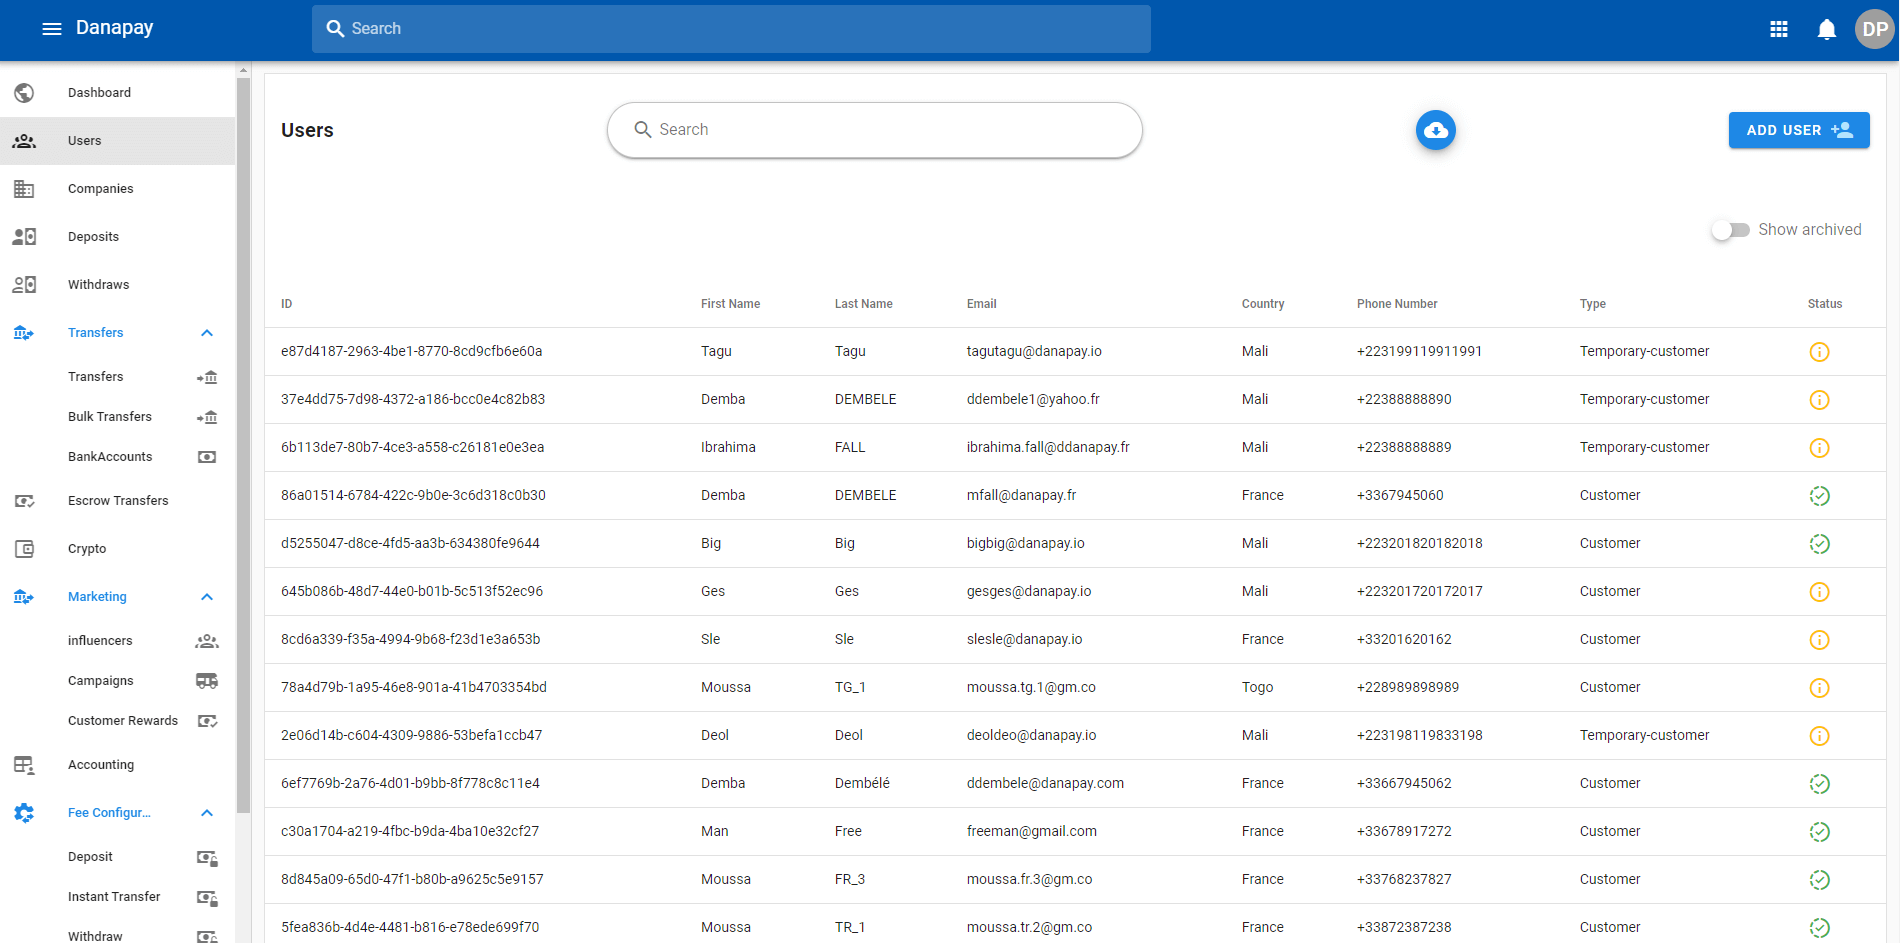 Danapay
Search
DP
Dashboard
Users
Companies
Deposits
Withdraws
Transfers
Transfers
Bulk Transfers
BankAccounts
Escrow Transfers
Crypto
Marketing
influencers
Campaigns
Customer Rewards
Accounting
Fee Configur...
Deposit
Instant Transfer
Withdraw
Users
Search
ADD USER
Show archived
ID First Name Last Name Email Country Phone Number Type Status
e87d4187-2963-4be1-8770-8cd9cfb6e60a Tagu Tagu tagutagu@danapay.io Mali +223199119911991 Temporary-customer
37e4dd75-7d98-4372-a186-bcc0e4c82b83 Demba DEMBELE ddembele1@yahoo.fr Mali +22388888890 Temporary-customer
6b113de7-80b7-4ce3-a558-c26181e0e3ea Ibrahima FALL ibrahima.fall@ddanapay.fr Mali +22388888889 Temporary-customer
86a01514-6784-422c-9b0e-3c6d318c0b30 Demba DEMBELE mfall@danapay.fr France +3367945060 Customer
d5255047-d8ce-4fd5-aa3b-634380fe9644 Big Big bigbig@danapay.io Mali +223201820182018 Customer
645b086b-48d7-44e0-b01b-5c513f52ec96 Ges Ges gesges@danapay.io Mali +223201720172017 Customer
8cd6a339-f35a-4994-9b68-f23d1e3a653b Sle Sle slesle@danapay.io France +33201620162 Customer
78a4d79b-1a95-46e8-901a-41b4703354bd Moussa TG_1 moussa.tg.1@gm.co Togo +228989898989 Customer
2e06d14b-c604-4309-9886-53befa1ccb47 Deol Deol deoldeo@danapay.io Mali +223198119833198 Temporary-customer
6ef7769b-2a76-4d01-b9bb-8f778c8c11e4 Demba Dembélé ddembele@danapay.com France +33667945062 Customer
c30a1704-a219-4fbc-b9da-4ba10e32cf27 Man Free freeman@gmail.com France +33678917272 Customer
8d845a09-65d0-47f1-b80b-a9625c5e9157 Moussa FR_3 moussa.fr.3@gm.co France +33768237827 Customer
5fea836b-4d4e-4481-b816-e78ede699f70 Moussa TR_1 moussa.tr.2@gm.co France +33872387238 Customer